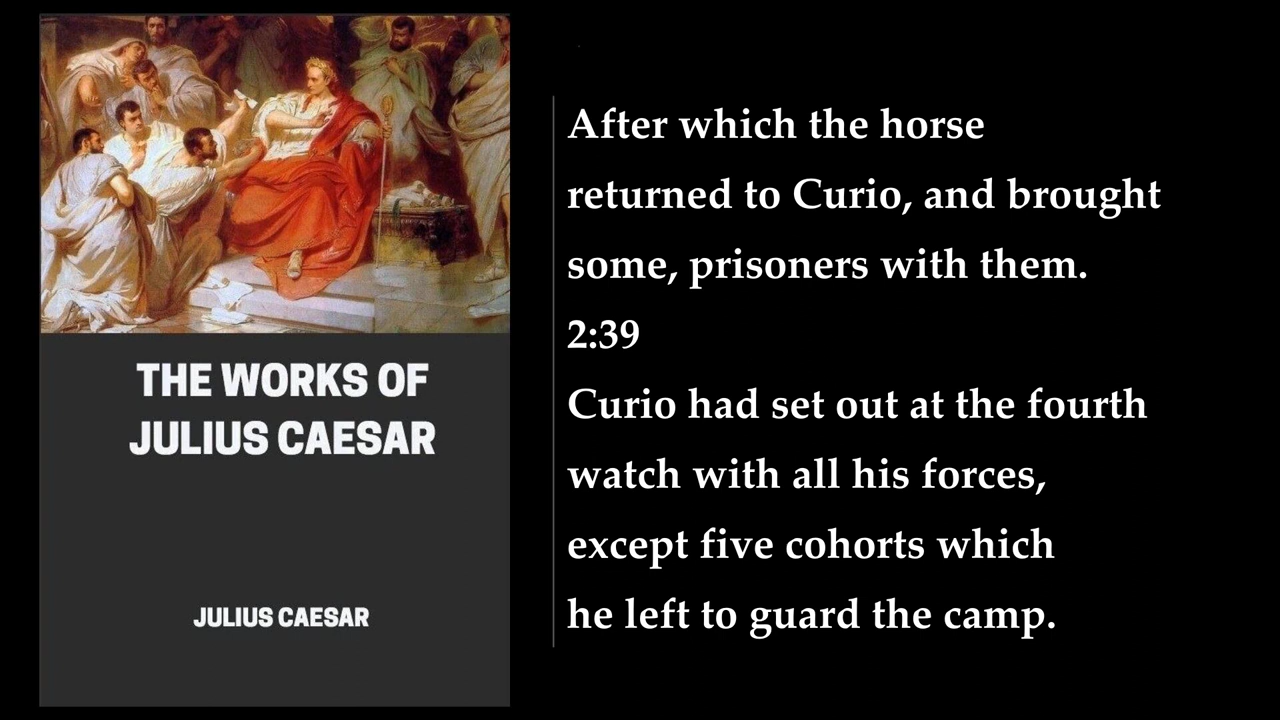 THE WORKS OF
JULIUS CAESAR
JULIUS CAESAR
After which the horse
returned to Curio, and brought
some, prisoners with them.
2:39
Curio had set out at the fourth
watch with all his forces,
except five cohorts which
he left to guard the camp.